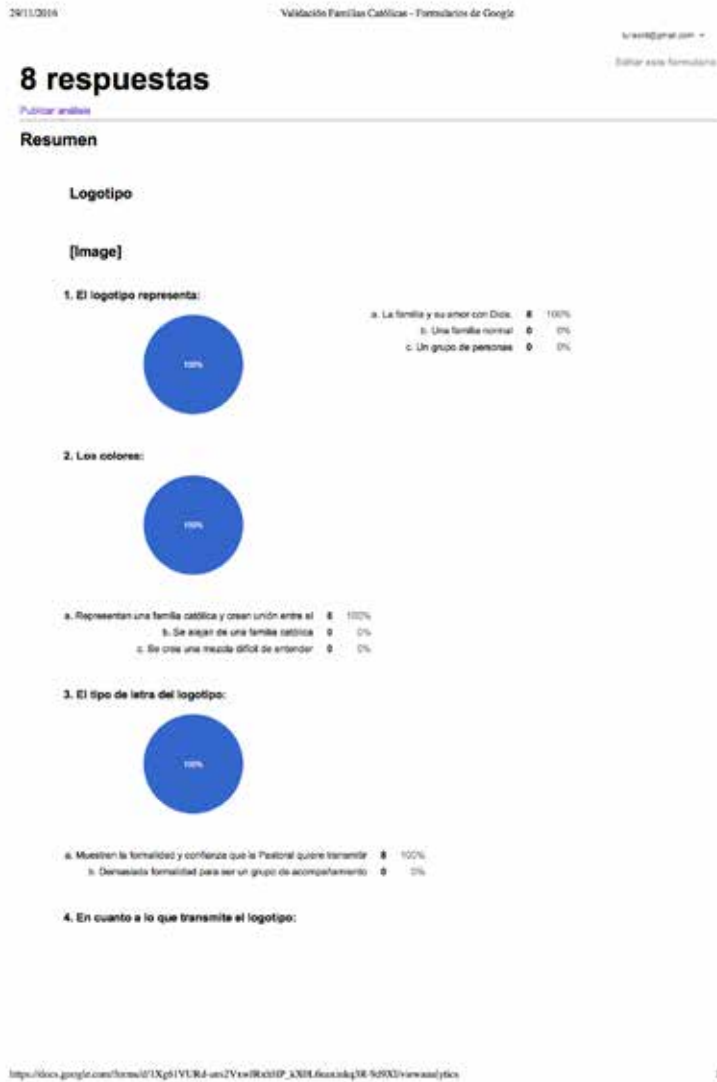 29/11/2016
Validación Familias Católicas - Formularios de Google
Editar este formulario
8 respuestas
Publicar análisis
Resumen
Logotipo
[Image]
1. El logotipo representa:
a. La familia y su amor con Dios. 8 100%
b. Una familia normal 0 0%
c. Un grupo de personas 0 0%
100%
2. Los colores:
100%
a. Representan una familia católica y crean unión entre el 8 100%
b. Se alejan de una familia católica 0 0%
c. Se crea una mezcla difícil de entender 0 0%
3. El tipo de letra del logotipo:
100%
a. Muestren la formalidad y confianza que la Pastoral quiere transmitir 8 100%
b. Demasiada formalidad para ser un grupo de acompañamiento 0 0%
4. En cuanto a lo que transmite el logotipo: